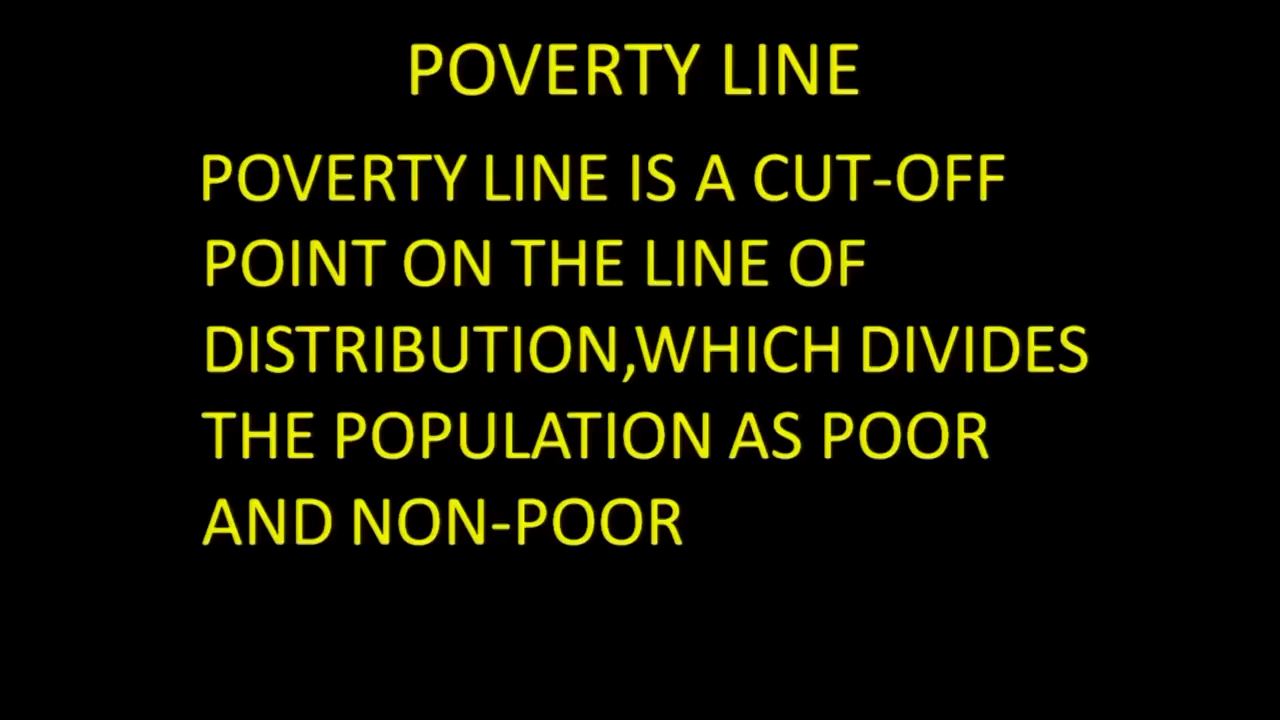 POVERTY LINE
POVERTY LINE IS A CUT-OFF
POINT ON THE LINE OF
DISTRIBUTION,WHICH DIVIDES
THE POPULATION AS POOR
AND NON-POOR